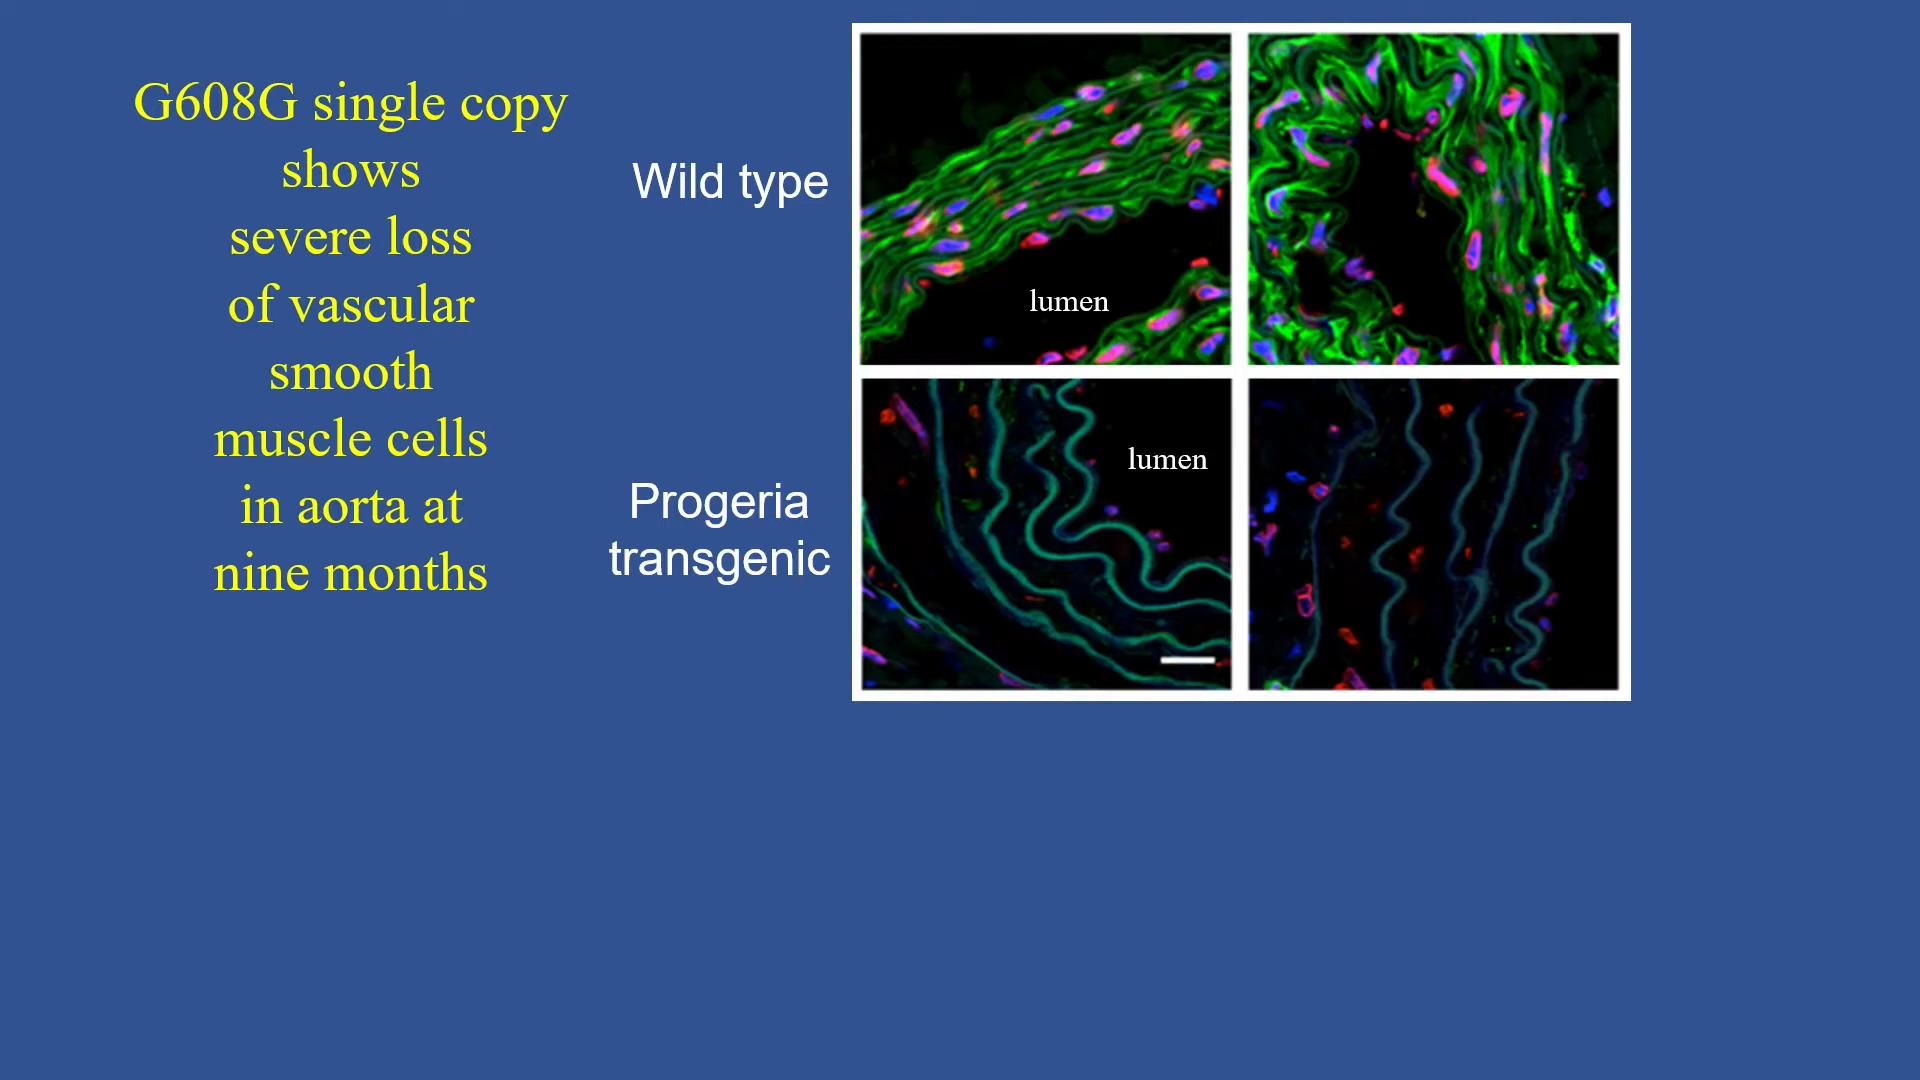 G608G single copy
shows
severe loss
of vascular
smooth
muscle cells
in aorta at
nine months
Wild type
lumen
Progeria
transgenic
lumen